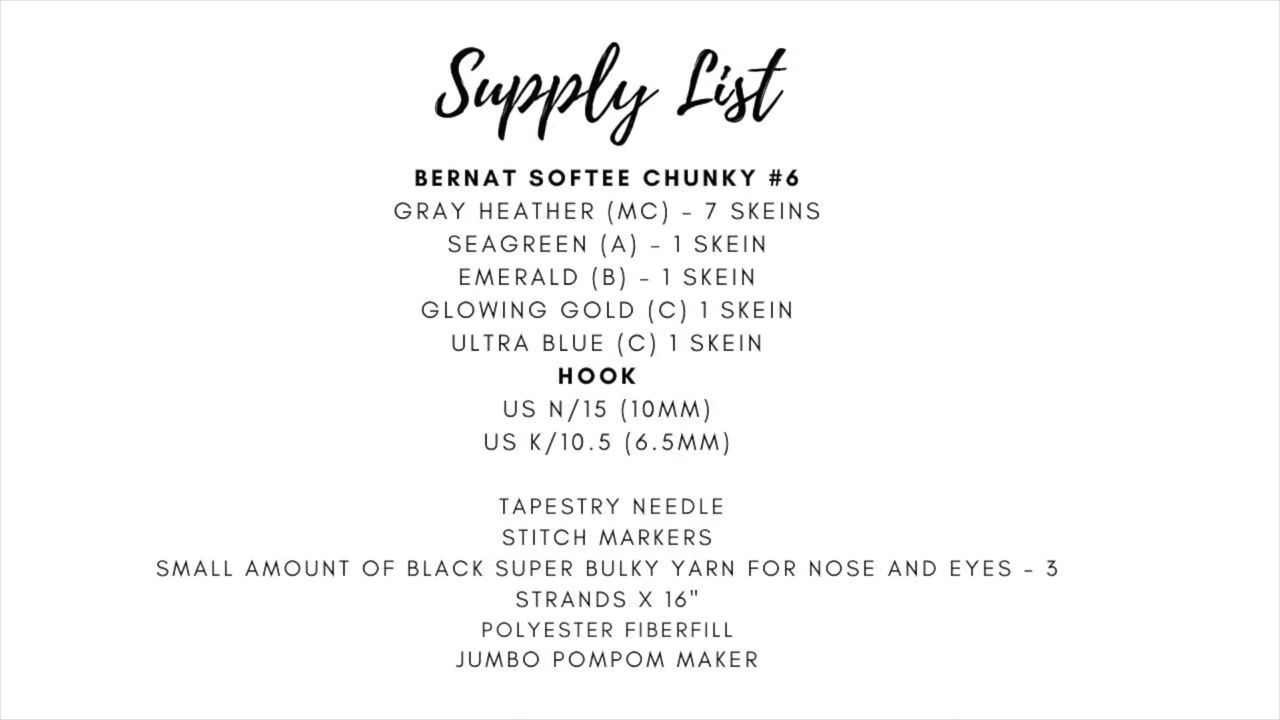 Supply List
BERNAT SOFTEE CHUNKY #6
GRAY HEATHER (MC) – 7 SKEINS
SEAGREEN (A) – 1 SKEIN
EMERALD (B) – 1 SKEIN
GLOWING GOLD (C) 1 SKEIN
ULTRA BLUE (C) 1 SKEIN
HOOK
US N/15 (10MM)
US K/10.5 (6.5MM)
TAPESTRY NEEDLE
STITCH MARKERS
SMALL AMOUNT OF BLACK SUPER BULKY YARN FOR NOSE AND EYES – 3
STRANDS X 16"
POLYESTER FIBERFILL
JUMBO POMPOM MAKER